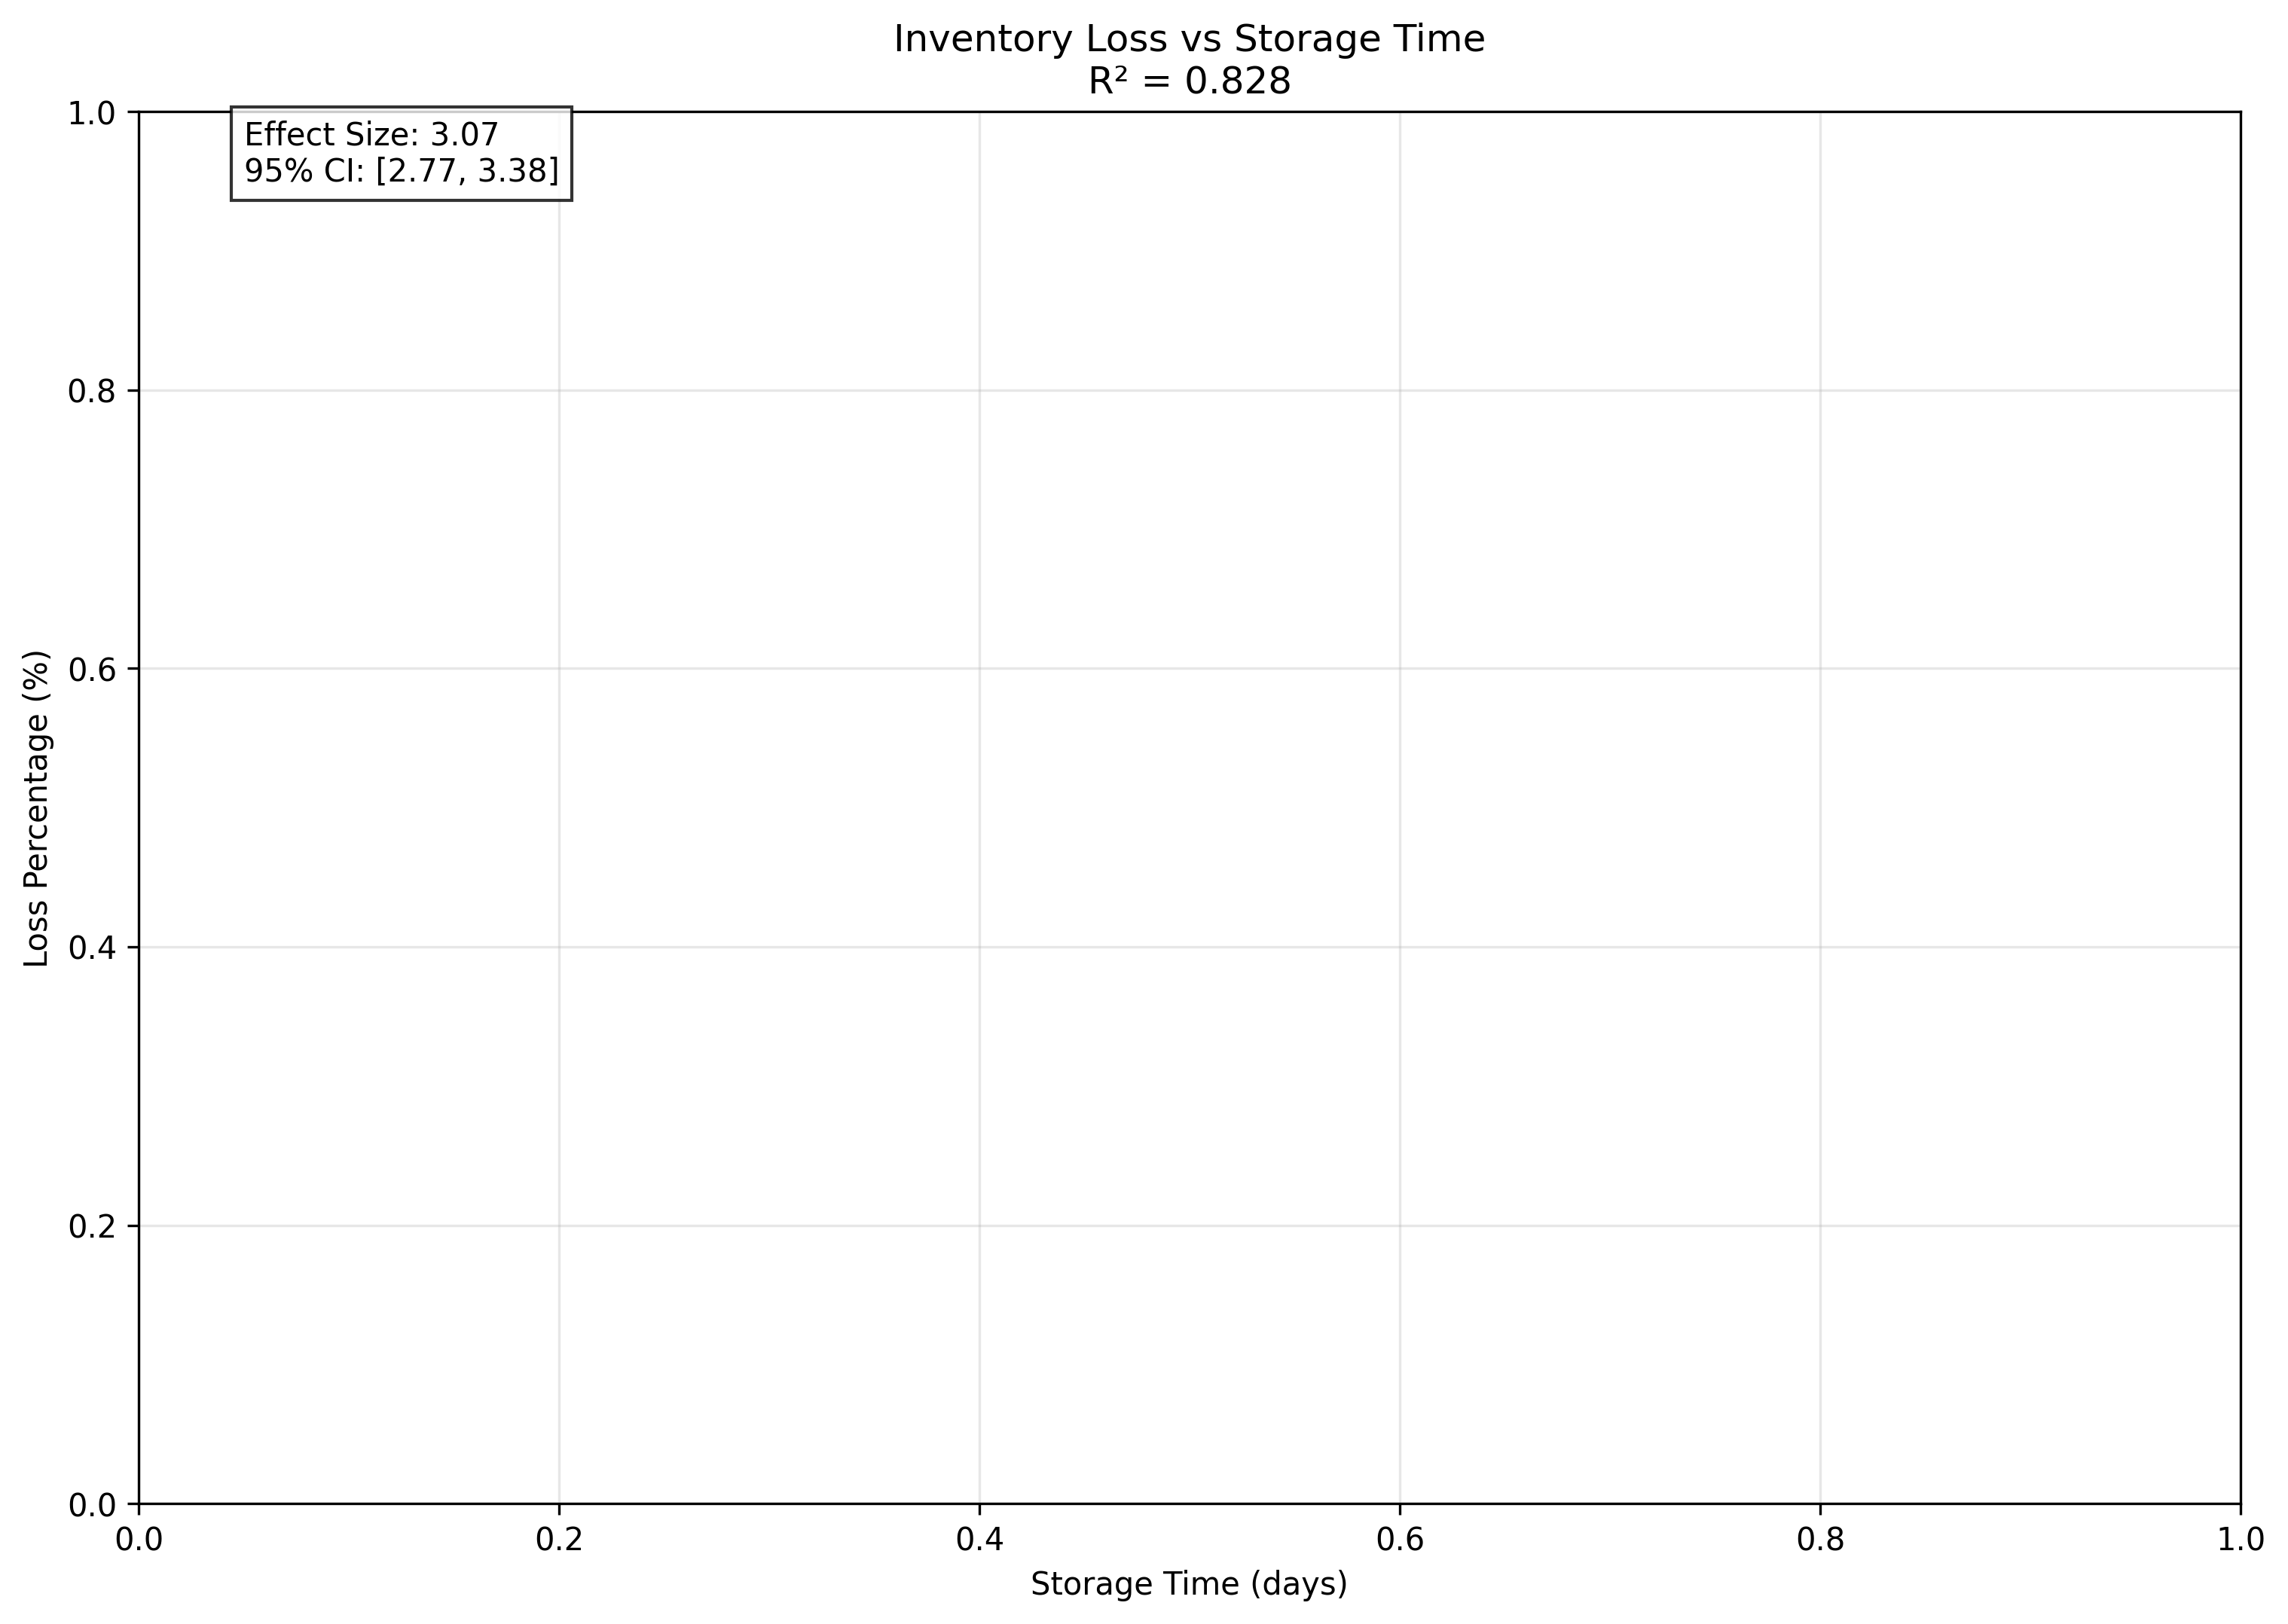 Inventory Loss vs Storage Time
R² = 0.828
Effect Size: 3.07
95% CI: [2.77, 3.38]
Loss Percentage (%)
1.0
0.8
0.6
0.4
0.2
0.0
0.0 0.2 0.4 0.6 0.8 1.0
Storage Time (days)